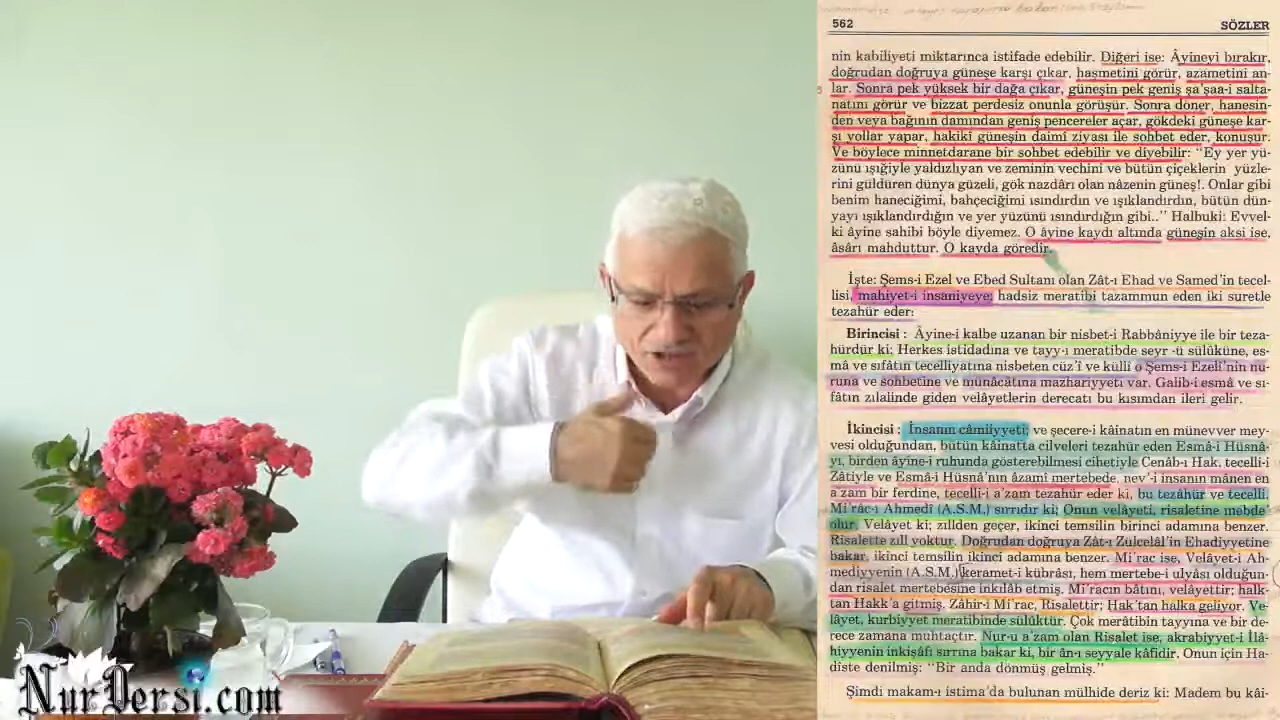 562 SÖZLER
nin kabiliyeti miktarınca istifade edebilir. Diğeri ise: Âyineyi bırakır,
doğrudan doğruya güneşe karşı çıkar, haşmetini görür, azametini an-
lar. Sonra pek yüksek bir dağa çıkar, güneşin pek geniş şa'şaa-i salta-
natını görür ve bizzat perdesiz onunla görüşür. Sonra döner, hanesin-
den veya bağının damından geniş pencereler açar, gökdeki güneşe kar-
şı yollar yapar, hakikî güneşin daimî ziyası ile sohbet eder, konuşur.
Ve böylece minnetdarane bir sohbet edebilir ve diyebilir: "Ey yer yü-
zünü ışığiyle yaldızlıyan ve zeminin vechini ve bütün çiçeklerin yüzle-
rini güldüren dünya güzeli, gök nazdârı olan nâzenin güneş!. Onlar gibi
benim haneciğimi, bahçeciğimi ısındırdın ve ışıklandırdın, bütün dün-
yayı ışıklandırdığın ve yer yüzünü ısındırdığın gibi.." Halbuki: Evvel-
ki âyine sahibi böyle diyemez. O âyine kaydı altında güneşin aksi ise,
âsârı mahduttur. O kayda göredir.
İşte: Şems-i Ezel ve Ebed Sultanı olan Zât-ı Ehad ve Samed'in tecel-
lisi, mahiyet-i insaniyeye, hadsiz meratibi tazammun eden iki suretle
tezahür eder:
Birincisi : Âyine-i kalbe uzanan bir nisbet-i Rabbâniyye ile bir teza-
hürdür ki; Herkes istidadına ve tayy-ı meratibde seyr -ü sülûküne, es-
mâ ve sıfâtın tecelliyatına nisbeten cüz'î ve küllî o Şems-i Ezelî'nin nu-
runa ve sohbetine ve münâcâtına mazhariyyeti var. Galib-i esmâ ve sı-
fâtın zılalinde giden velâyetlerin derecatı bu kısımdan ileri gelir.
İkincisi : İnsanın câmiiyyeti, ve şecere-i kâinatın en münevver mey-
vesi olduğundan, bütün kâinatta cilveleri tezahür eden Esmâ-i Hüsnâ-
yı, birden âyine-i ruhunda gösterebilmesi cihetiyle Cenâb-ı Hak, tecelli-i
Zâtiyle ve Esmâ-i Hüsnâ'nın âzamî mertebede, nev'-i insanın mânen en
a'zam bir ferdine, tecellî-i a'zam tezahür eder ki, bu tezâhür ve tecellî,
Mi'râc-ı Ahmedî (A.S.M.) sırrıdır ki; Onun velâyeti, risaletine mebde
olur. Velâyet ki; zıllden geçer, ikinci temsilin birinci adamına benzer.
Risalette zıll yoktur. Doğrudan doğruya Zât-ı Zülcelâl'in Ehadiyyetine
bakar, ikinci temsilin ikinci adamına benzer. Mi'rac ise, Velâyet-i Ah-
mediyyenin (A.S.M.) keramet-i kübrâsı, hem mertebe-i ulyâsı olduğun-
dan risalet mertebesine inkılâb etmiş. Mi'racın bâtını, velâyettir; halk-
tan Hakk'a gitmiş. Zâhir-i Mi'rac, Risalettir; Hak'tan halka geliyor. Ve-
lâyet, kurbiyyet meratibinde sülûktür. Çok merâtibin tayyına ve bir de-
rece zamana muhtaçtır. Nur-u a'zam olan Risalet ise, akrabiyyet-i İlâ-
hiyyenin inkişâfı sırrına bakar ki, bir ân-ı seyyale kâfidir. Onun için Ha-
diste denilmiş: "Bir anda dönmüş gelmiş."
Şimdi makam-ı istima'da bulunan mülhide deriz ki: Madem bu kâi-
NurDersi.com